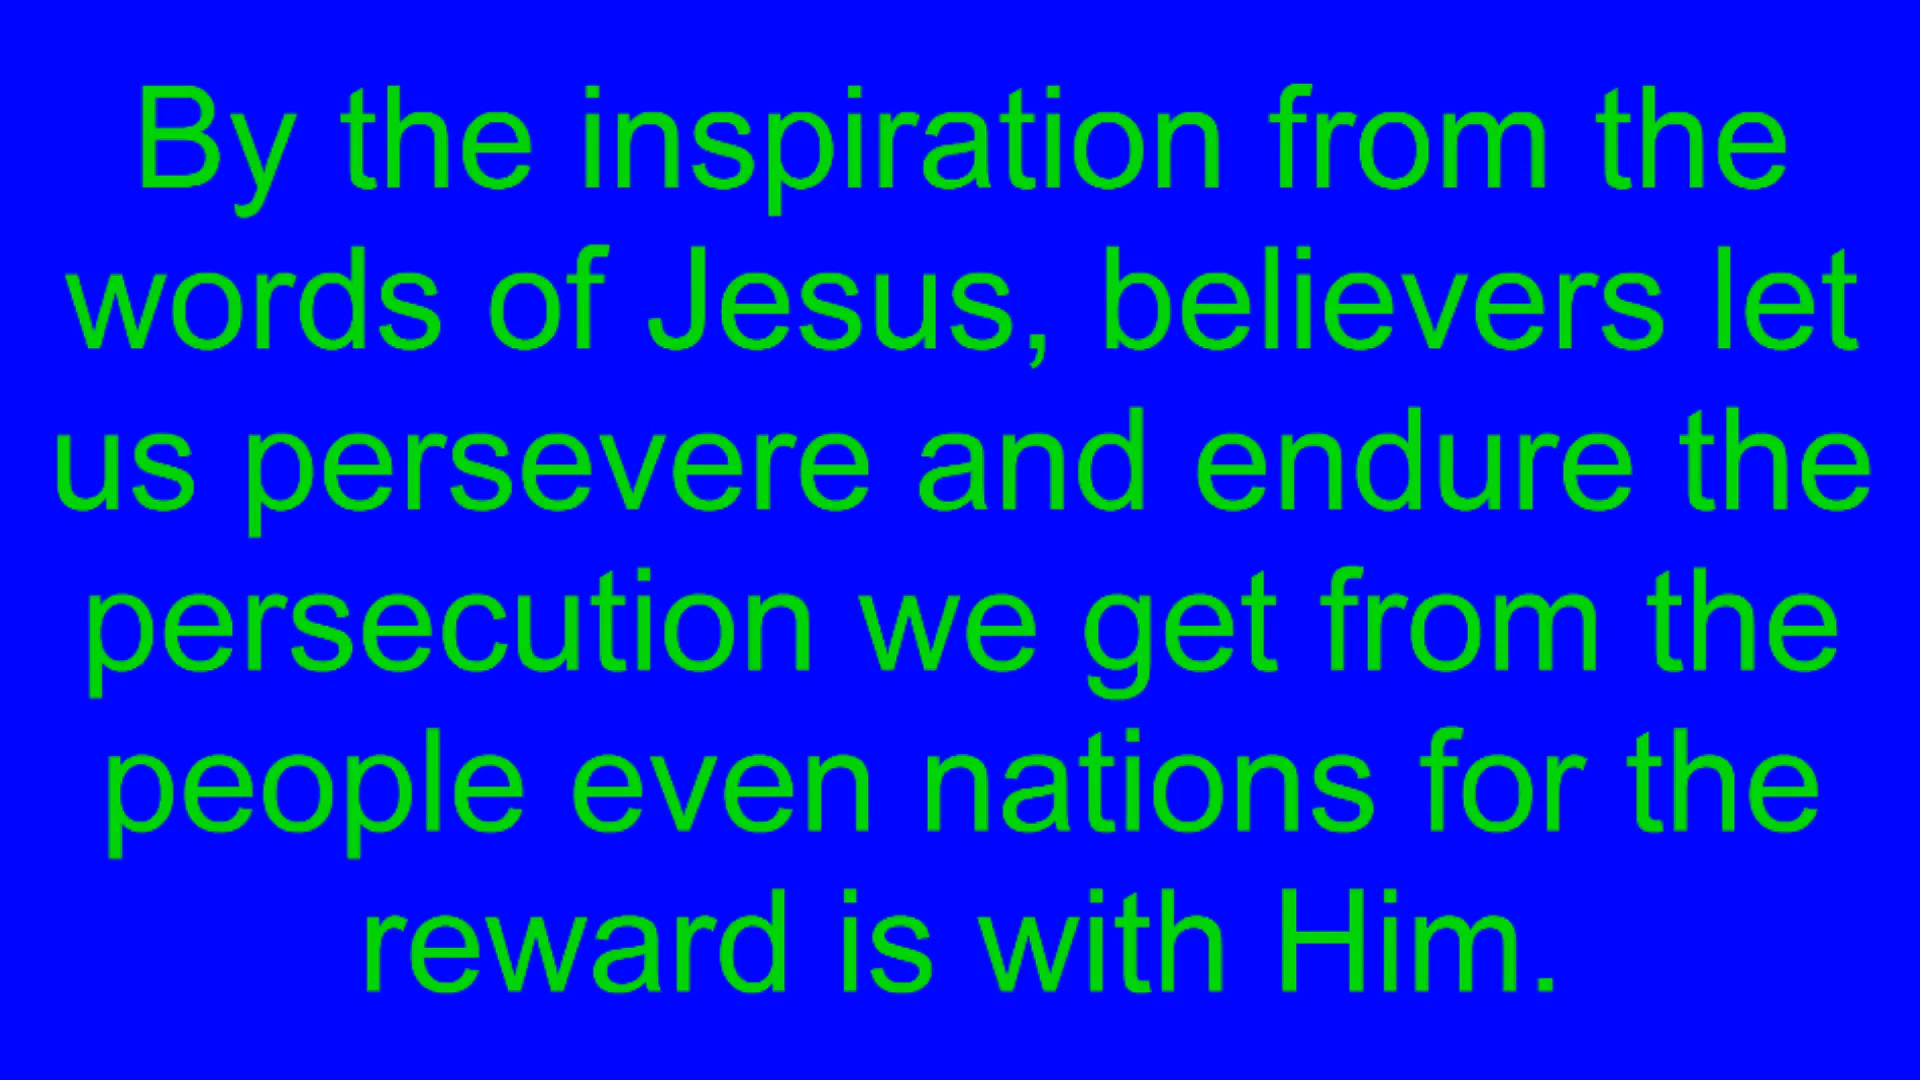 By the inspiration from the
words of Jesus, believers let
us persevere and endure the
persecution we get from the
people even nations for the
reward is with Him.